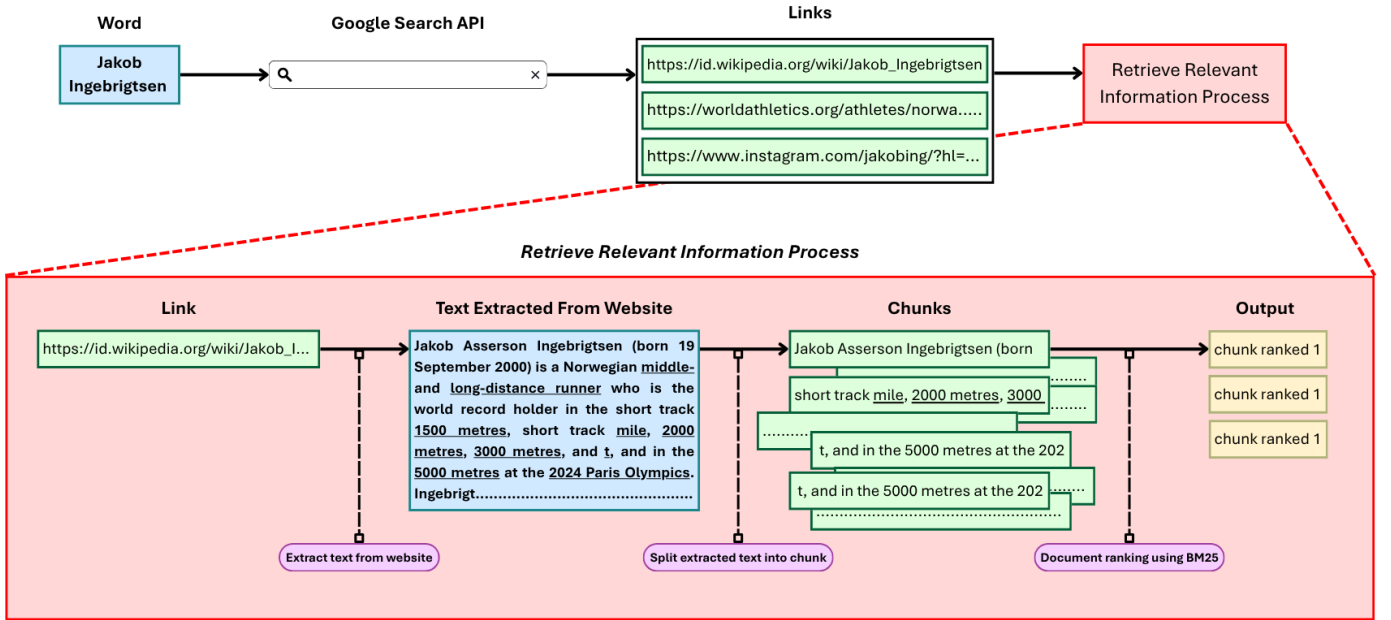 Word
Google Search API
Links
Jakob
Ingebrigtsen
×
https://id.wikipedia.org/wiki/Jakob_Ingebrigtsen
https://worldathletics.org/athletes/norwa.....
https://www.instagram.com/jakobing/?hl=...
Retrieve Relevant
Information Process
Retrieve Relevant Information Process
Link
https://id.wikipedia.org/wiki/Jakob_I...
Text Extracted From Website
Jakob Asserson Ingebrigtsen (born 19
September 2000) is a Norwegian middle-
and long-distance runner who is the
world record holder in the short track
1500 metres, short track mile, 2000
metres, 3000 metres, and t, and in the
5000 metres at the 2024 Paris Olympics.
Ingebrigt................................................
Chunks
Jakob Asserson Ingebrigtsen (born
........
short track mile, 2000 metres, 3000
........
..........
t, and in the 5000 metres at the 202
........
t, and in the 5000 metres at the 202
......................................................
Output
chunk ranked 1
chunk ranked 1
chunk ranked 1
Extract text from website
Split extracted text into chunk
Document ranking using BM25